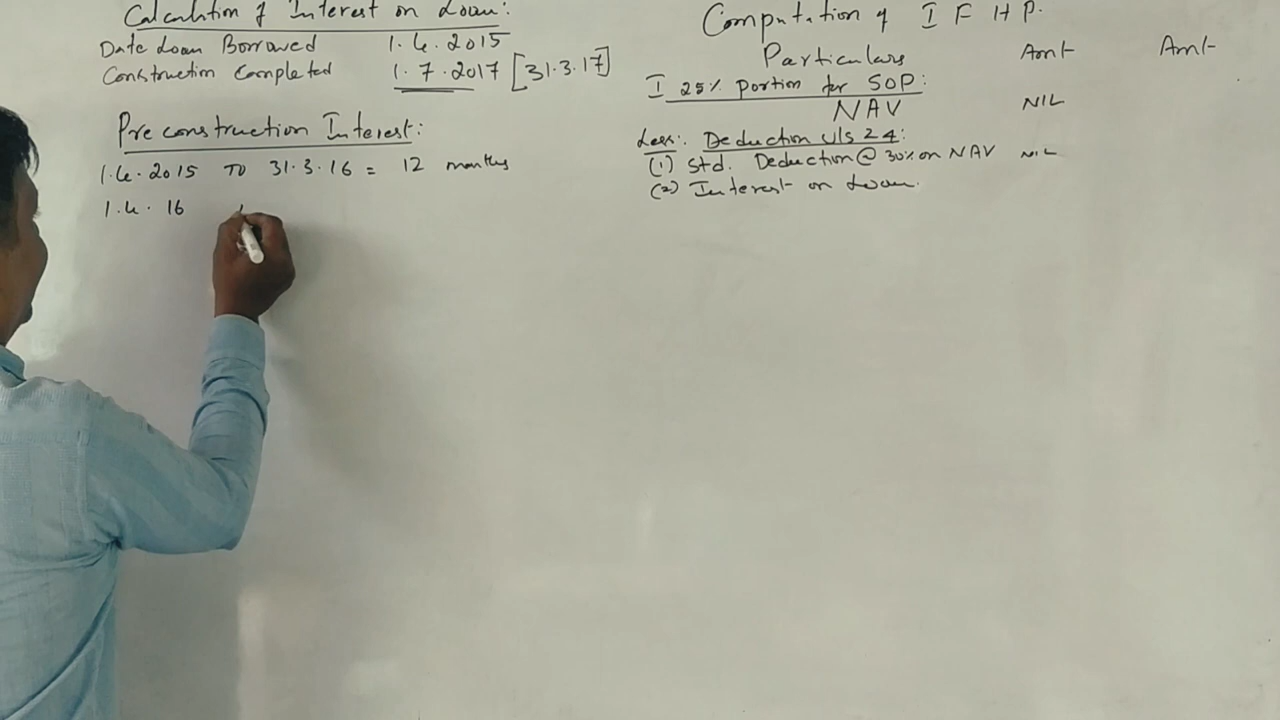 Calculation of Interest on Loan:
Date Loan Borrowed 1.4.2015
Construction Completed 1.7.2017 [31.3.17]
Pre construction Interest:
1.4.2015 TO 31.3.16 = 12 months
1.4.16
Computation of I F H P.
Particulars Amt Amt
I 25% portion for SOP:
NAV NIL
Less: Deduction U/s 24:
(1) Std. Deduction @ 30% on NAV NIL
(2) Interest on Loan.